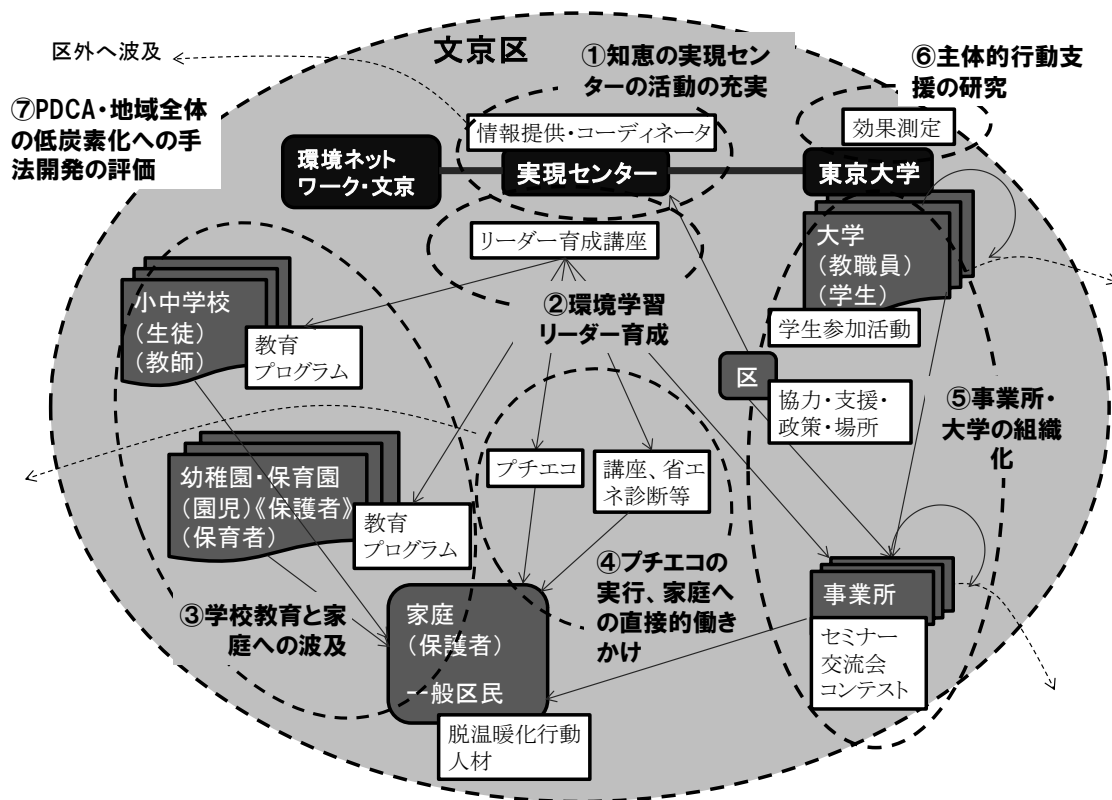 区外へ波及
文京区
①知恵の実現セン
ターの活動の充実
⑥主体的行動支
援の研究
⑦PDCA・地域全体
の低炭素化への手
法開発の評価
情報提供・コーディネータ
効果測定
環境ネット
ワーク・文京
実現センター
東京大学
リーダー育成講座
大学
(教職員)
(学生)
学生参加活動
小中学校
(生徒)
(教師)
教育
プログラム
②環境学習
リーダー育成
区
協力・支援・
政策・場所
⑤事業所・
大学の組織
化
幼稚園・保育園
(園児)《保護者》
(保育者)
教育
プログラム
プチエコ
講座、省エ
ネ診断等
③学校教育と家
庭への波及
④プチエコの
実行、家庭へ
の直接的働き
かけ
家庭
(保護者)
一般区民
脱温暖化行動
人材
事業所
セミナー
交流会
コンテスト